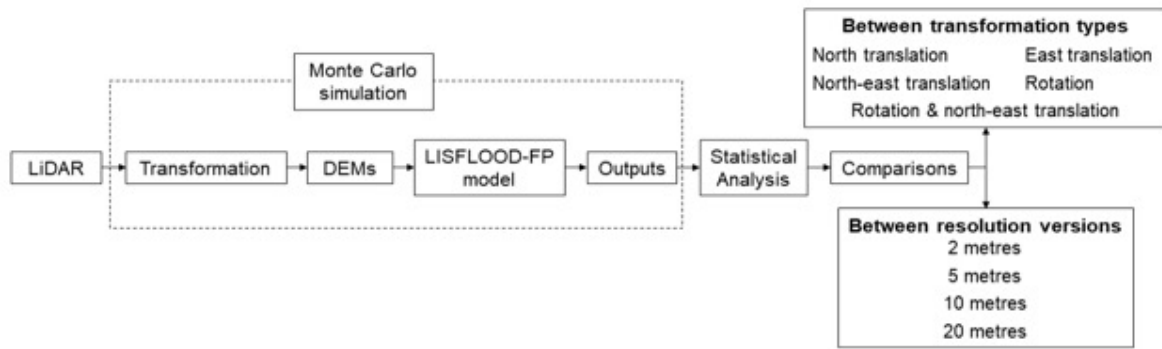 Monte Carlo
simulation
LiDAR
Transformation
DEMs
LISFLOOD-FP
model
Outputs
Statistical
Analysis
Comparisons
Between transformation types
North translation East translation
North-east translation Rotation
Rotation & north-east translation
Between resolution versions
2 metres
5 metres
10 metres
20 metres